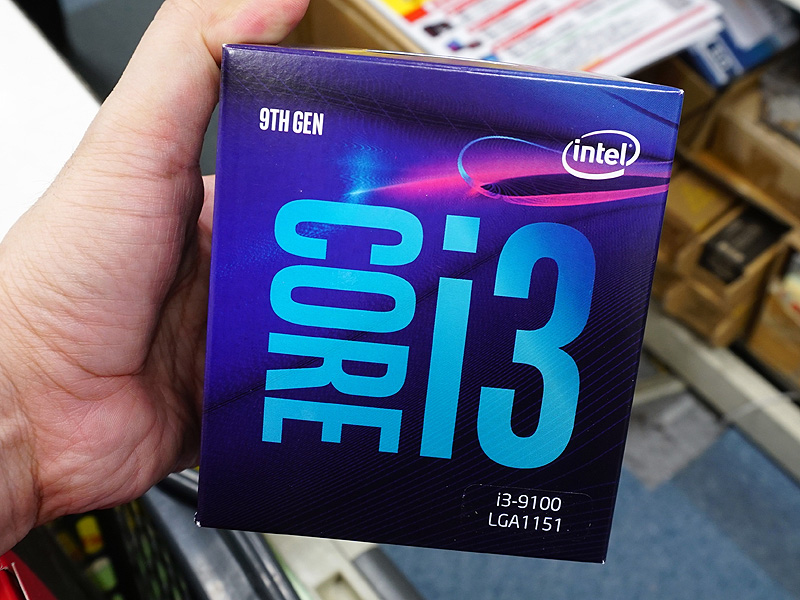 9TH GEN
intel
CORE i3
i3-9100
LGA1151